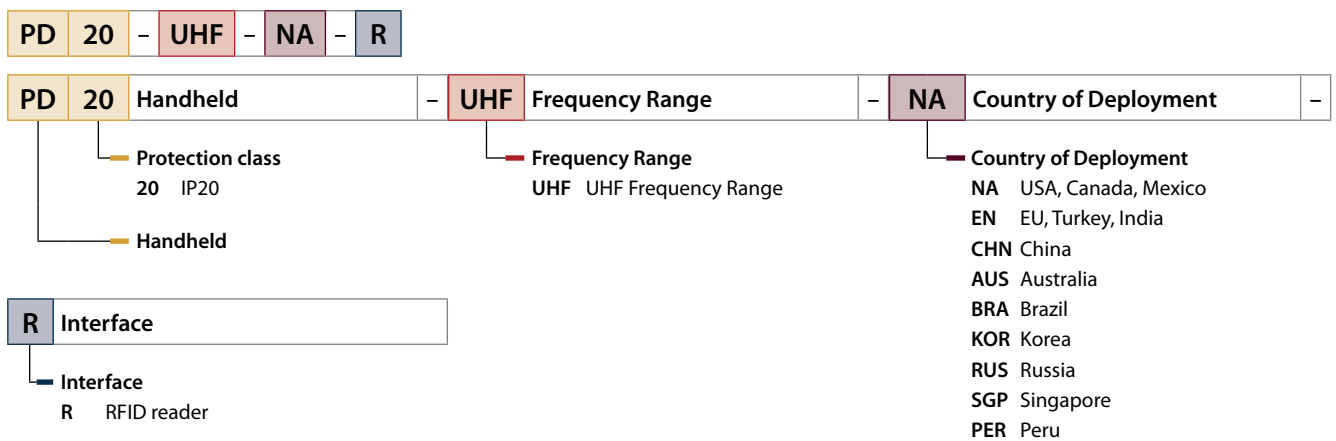 PD 20 – UHF – NA – R
PD 20 Handheld – UHF Frequency Range – NA Country of Deployment –
Protection class
20 IP20
Handheld
Frequency Range
UHF UHF Frequency Range
Country of Deployment
NA USA, Canada, Mexico
EN EU, Turkey, India
CHN China
AUS Australia
BRA Brazil
KOR Korea
RUS Russia
SGP Singapore
PER Peru
R Interface
Interface
R RFID reader